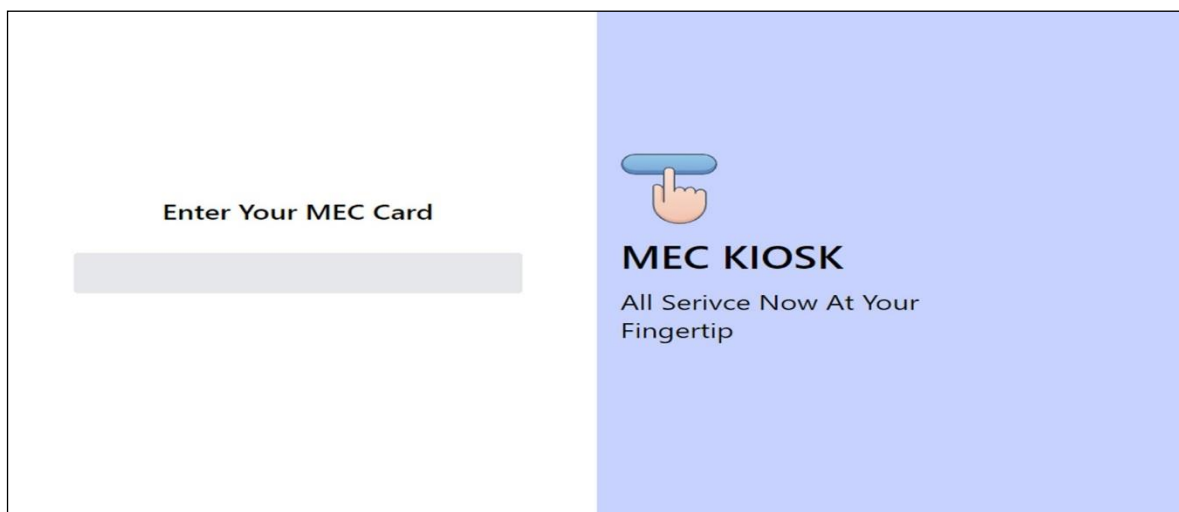 Enter Your MEC Card
MEC KIOSK
All Serivce Now At Your
Fingertip